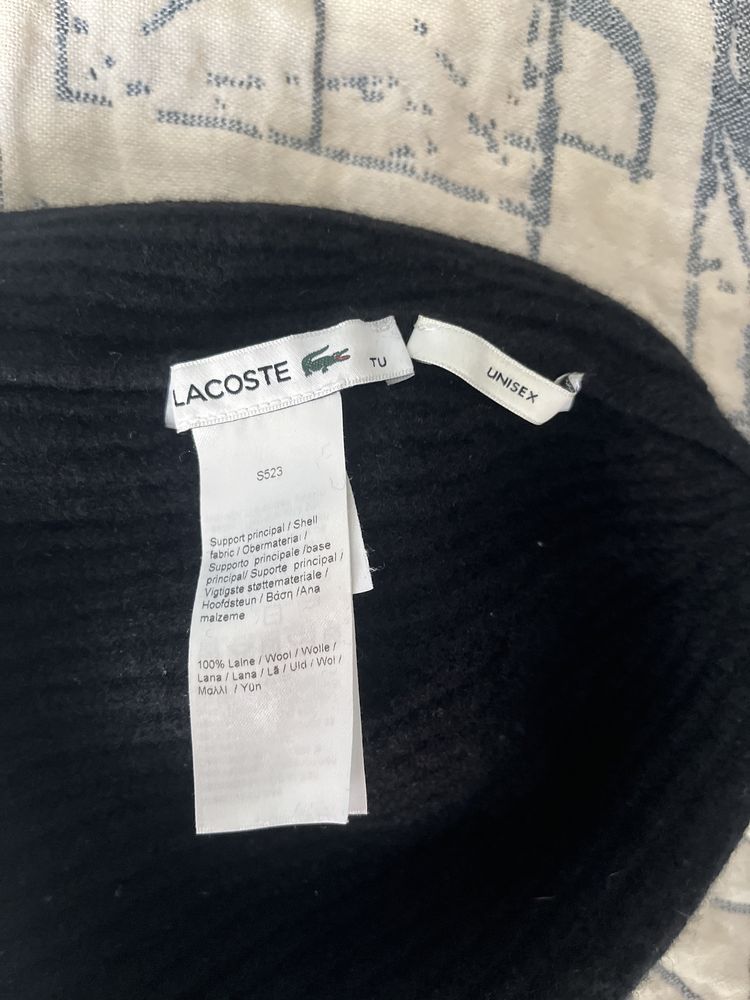 LACOSTE
TU
UNISEX
S523
Support principal / Shell
fabric / Obermaterial /
Supporto principale /base
principal/ Suporte principal /
Vigtigste støttemateriale /
Hoofdsteun / Βάση /Ana
malzeme
100% Laine / Wool / Wolle /
Lana / Lana / Lã / Uld / Wol /
Μαλλί / Yün